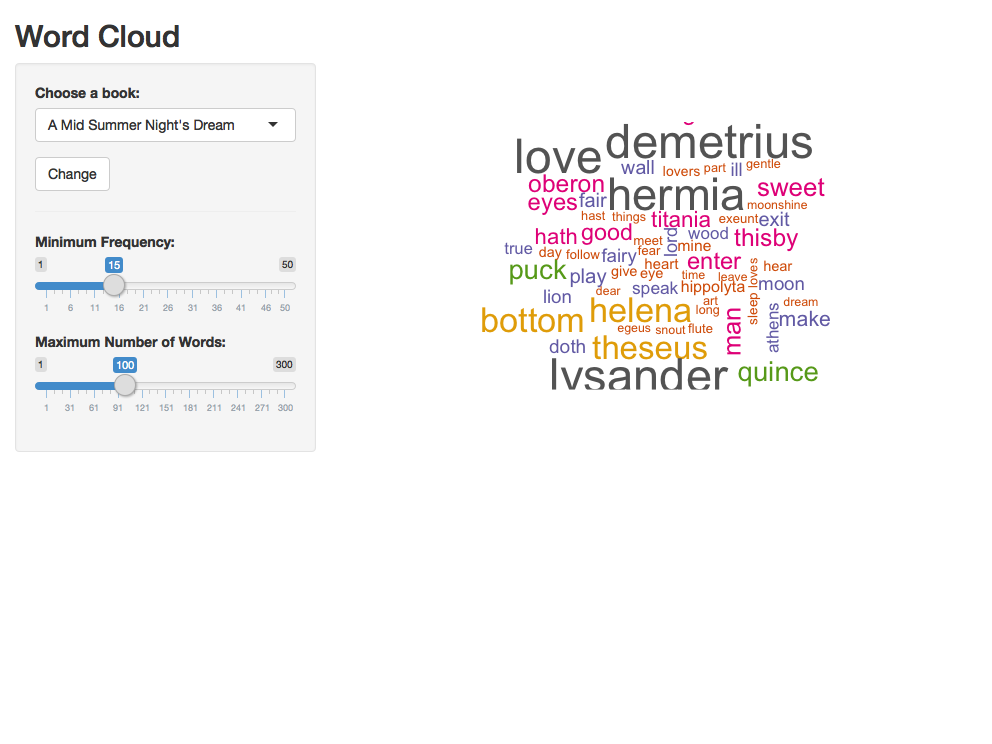 Word Cloud
Choose a book:
A Mid Summer Night's Dream
Change
Minimum Frequency:
1 15 50
1 6 11 16 21 26 31 36 41 46 50
Maximum Number of Words:
1 100 300
1 31 61 91 121 151 181 211 241 271 300
love demetrius
wall lovers part ill gentle
oberon hermia sweet
eyes fair moonshine
hast things titania exeunt exit
hath good meet lord wood thisby
true day follow fairy fear mine
puck play give eye heart enter time leave loves hear
lion dear speak hippolyta moon
bottom helena art long sleep dream
egeus snout flute man athens make
doth theseus
lysander quince